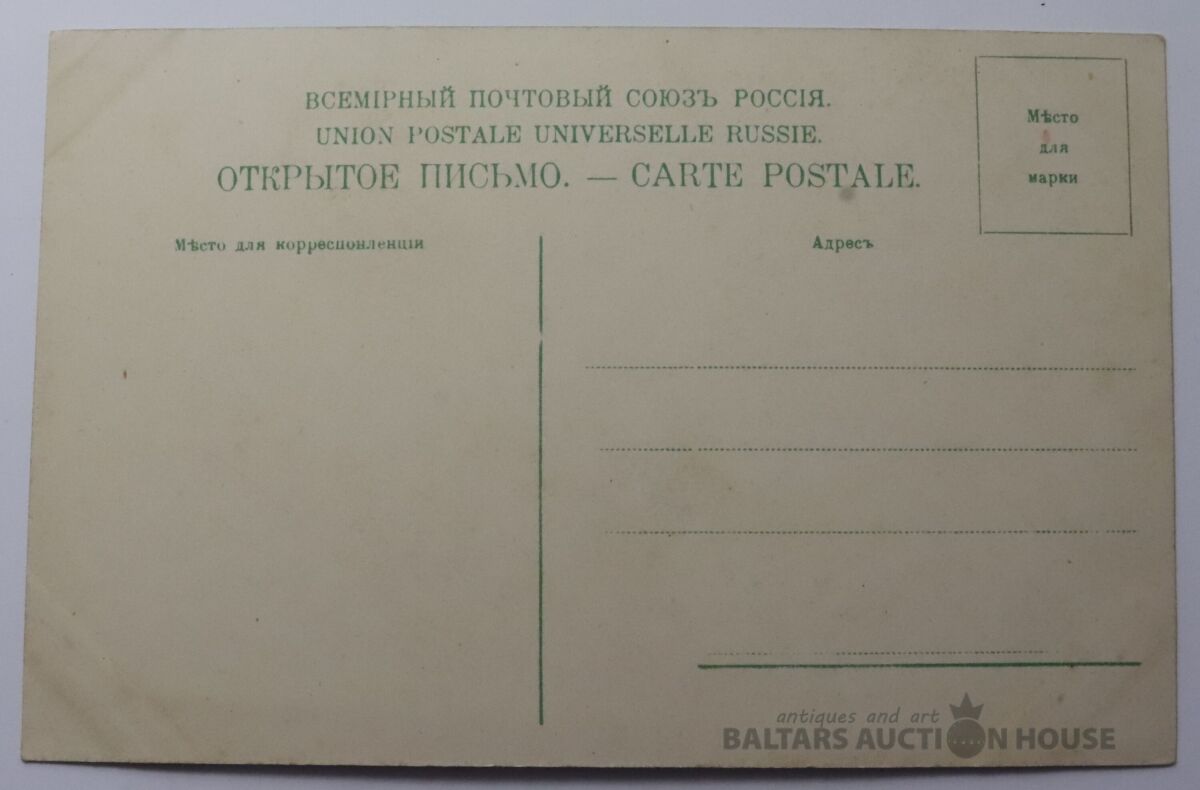 ВСЕМІРНЫЙ ПОЧТОВЫЙ СОЮЗЪ РОССІЯ.
UNION POSTALE UNIVERSELLE RUSSIE.
ОТКРЫТОЕ ПИСЬМО. — CARTE POSTALE.
Мѣсто
для
марки
Мѣсто для корреспонденціи
Адресъ
antiques and art
BALTARS AUCTION HOUSE